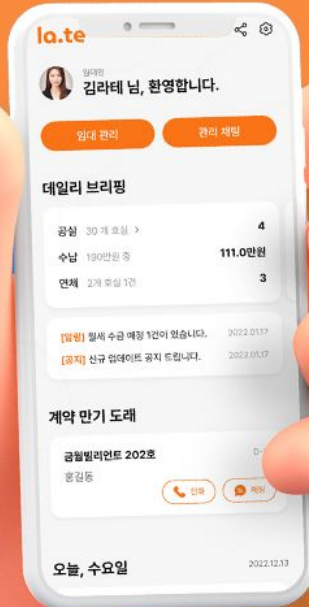 la.te
임대인
김라테 님, 환영합니다.
임대 관리
관리 채팅
데일리 브리핑
공실 30개 호실 > 4
수납 190만원 중 111.0만원
연체 2개 호실 1건 3
[알림] 월세 수금 예정 1건이 있습니다. 2022.01.17
[공지] 신규 업데이트 공지 드립니다. 2022.01.17
계약 만기 도래
금월빌리언트 202호
홍길동
전화
채팅
오늘, 수요일 2022.12.13